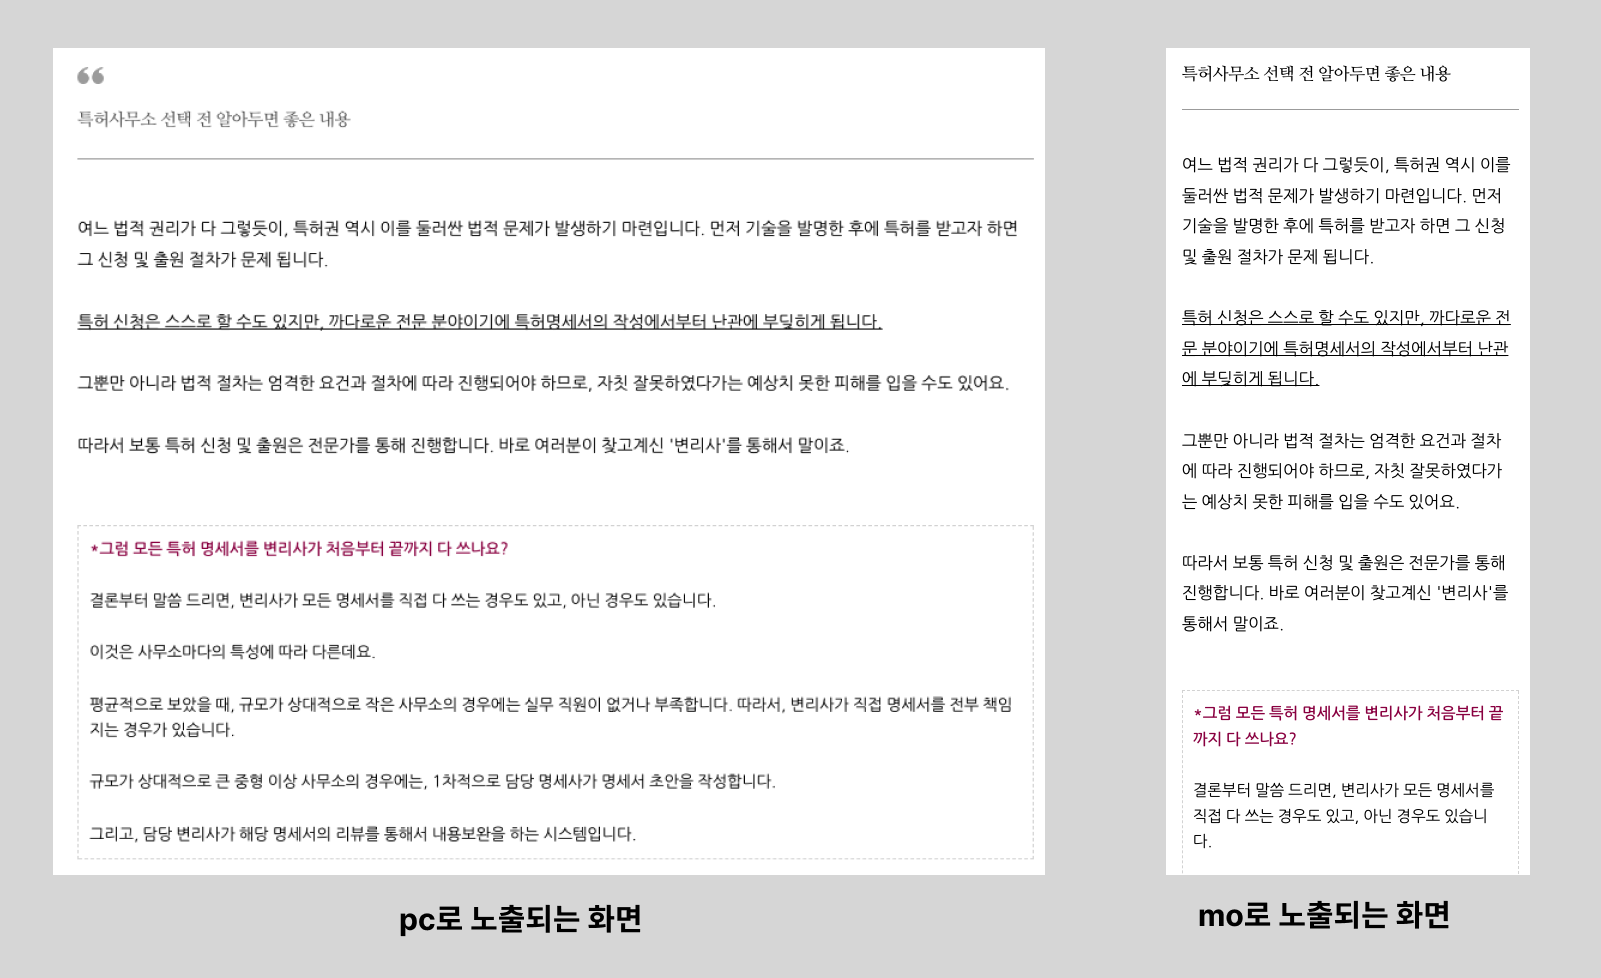 ❝
특허사무소 선택 전 알아두면 좋은 내용
여느 법적 권리가 다 그렇듯이, 특허권 역시 이를 둘러싼 법적 문제가 발생하기 마련입니다. 먼저 기술을 발명한 후에 특허를 받고자 하면
그 신청 및 출원 절차가 문제 됩니다.
특허 신청은 스스로 할 수도 있지만, 까다로운 전문 분야이기에 특허명세서의 작성에서부터 난관에 부딪히게 됩니다.
그뿐만 아니라 법적 절차는 엄격한 요건과 절차에 따라 진행되어야 하므로, 자칫 잘못하였다가는 예상치 못한 피해를 입을 수도 있어요.
따라서 보통 특허 신청 및 출원은 전문가를 통해 진행합니다. 바로 여러분이 찾고계신 '변리사'를 통해서 말이죠.
*그럼 모든 특허 명세서를 변리사가 처음부터 끝까지 다 쓰나요?
결론부터 말씀 드리면, 변리사가 모든 명세서를 직접 다 쓰는 경우도 있고, 아닌 경우도 있습니다.
이것은 사무소마다의 특성에 따라 다른데요.
평균적으로 보았을 때, 규모가 상대적으로 작은 사무소의 경우에는 실무 직원이 없거나 부족합니다. 따라서, 변리사가 직접 명세서를 전부 책임
지는 경우가 있습니다.
규모가 상대적으로 큰 중형 이상 사무소의 경우에는, 1차적으로 담당 명세사가 명세서 초안을 작성합니다.
그리고, 담당 변리사가 해당 명세서의 리뷰를 통해서 내용보완을 하는 시스템입니다.
pc로 노출되는 화면
특허사무소 선택 전 알아두면 좋은 내용
여느 법적 권리가 다 그렇듯이, 특허권 역시 이를
둘러싼 법적 문제가 발생하기 마련입니다. 먼저
기술을 발명한 후에 특허를 받고자 하면 그 신청
및 출원 절차가 문제 됩니다.
특허 신청은 스스로 할 수도 있지만, 까다로운 전
문 분야이기에 특허명세서의 작성에서부터 난관
에 부딪히게 됩니다.
그뿐만 아니라 법적 절차는 엄격한 요건과 절차
에 따라 진행되어야 하므로, 자칫 잘못하였다가
는 예상치 못한 피해를 입을 수도 있어요.
따라서 보통 특허 신청 및 출원은 전문가를 통해
진행합니다. 바로 여러분이 찾고계신 '변리사'를
통해서 말이죠.
*그럼 모든 특허 명세서를 변리사가 처음부터 끝
까지 다 쓰나요?
결론부터 말씀 드리면, 변리사가 모든 명세서를
직접 다 쓰는 경우도 있고, 아닌 경우도 있습니
다.
mo로 노출되는 화면